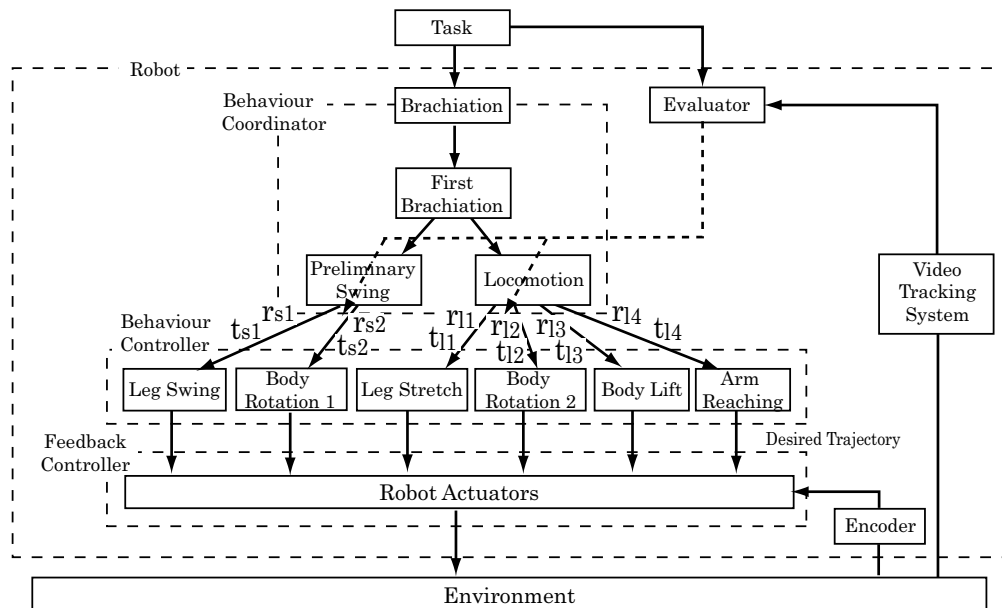 Task
Robot
Behaviour
Coordinator
Brachiation
Evaluator
First
Brachiation
Preliminary
Swing
Locomotion
Video
Tracking
System
Behaviour
Controller
ts1
rs1
ts2
rs2
tl1
rl1
tl2
rl2
tl3
rl3
tl4
rl4
Leg Swing
Body
Rotation 1
Leg Stretch
Body
Rotation 2
Body Lift
Arm
Reaching
Feedback
Controller
Desired Trajectory
Robot Actuators
Encoder
Environment